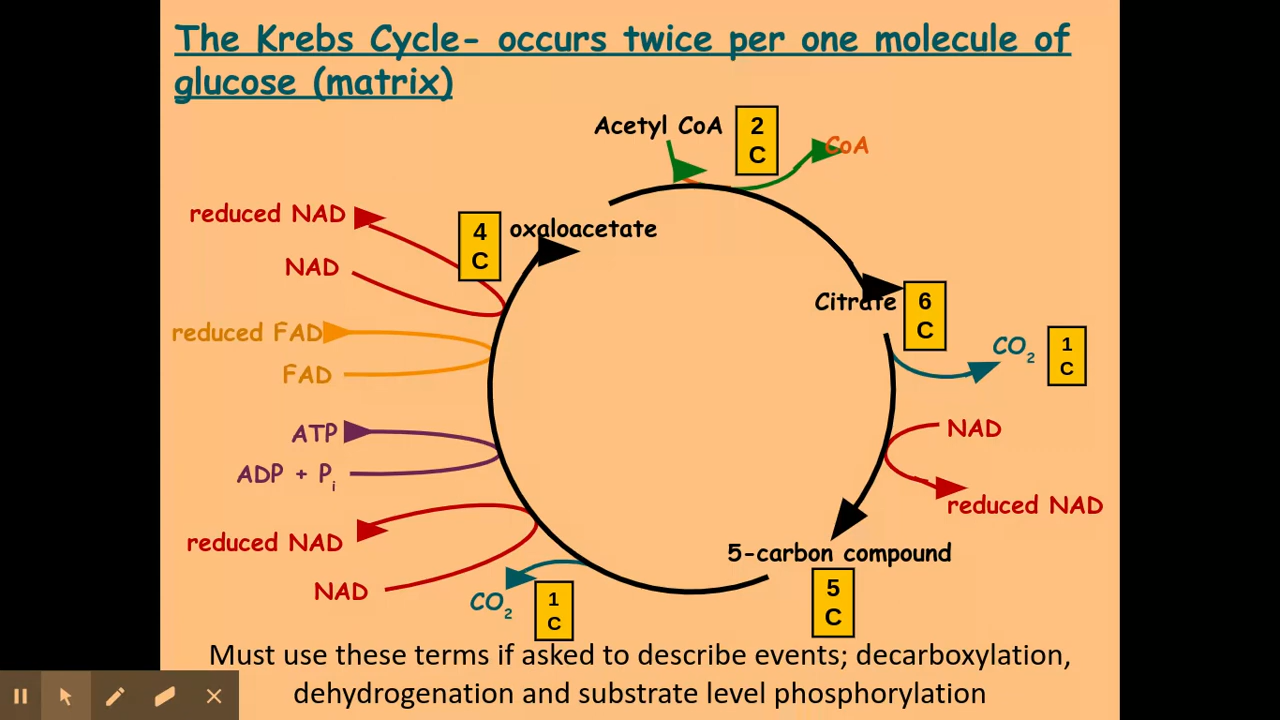 The Krebs Cycle- occurs twice per one molecule of
glucose (matrix)
Acetyl CoA
2
C
CoA
reduced NAD
4
C
oxaloacetate
NAD
Citrate
6
C
reduced FAD
CO2
1
C
FAD
ATP
NAD
ADP + Pi
reduced NAD
reduced NAD
5-carbon compound
5
C
NAD
CO2
1
C
Must use these terms if asked to describe events; decarboxylation,
dehydrogenation and substrate level phosphorylation